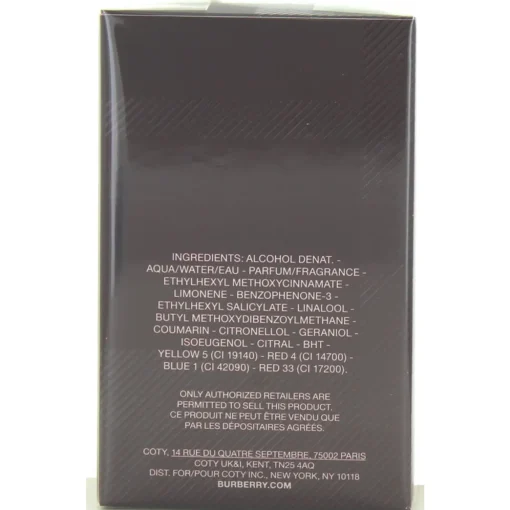 INGREDIENTS: ALCOHOL DENAT. -
AQUA/WATER/EAU - PARFUM/FRAGRANCE -
ETHYLHEXYL METHOXYCINNAMATE -
LIMONENE - BENZOPHENONE-3 -
ETHYLHEXYL SALICYLATE - LINALOOL -
BUTYL METHOXYDIBENZOYLMETHANE -
COUMARIN - CITRONELLOL - GERANIOL -
ISOEUGENOL - CITRAL - BHT -
YELLOW 5 (CI 19140) - RED 4 (CI 14700) -
BLUE 1 (CI 42090) - RED 33 (CI 17200).
ONLY AUTHORIZED RETAILERS ARE
PERMITTED TO SELL THIS PRODUCT.
CE PRODUIT NE PEUT ÊTRE VENDU QUE
PAR LES DÉPOSITAIRES AGRÉÉS.
COTY, 14 RUE DU QUATRE SEPTEMBRE, 75002 PARIS
COTY UK&I, KENT, TN25 4AQ
DIST. FOR/POUR COTY INC., NEW YORK, NY 10118
BURBERRY.COM